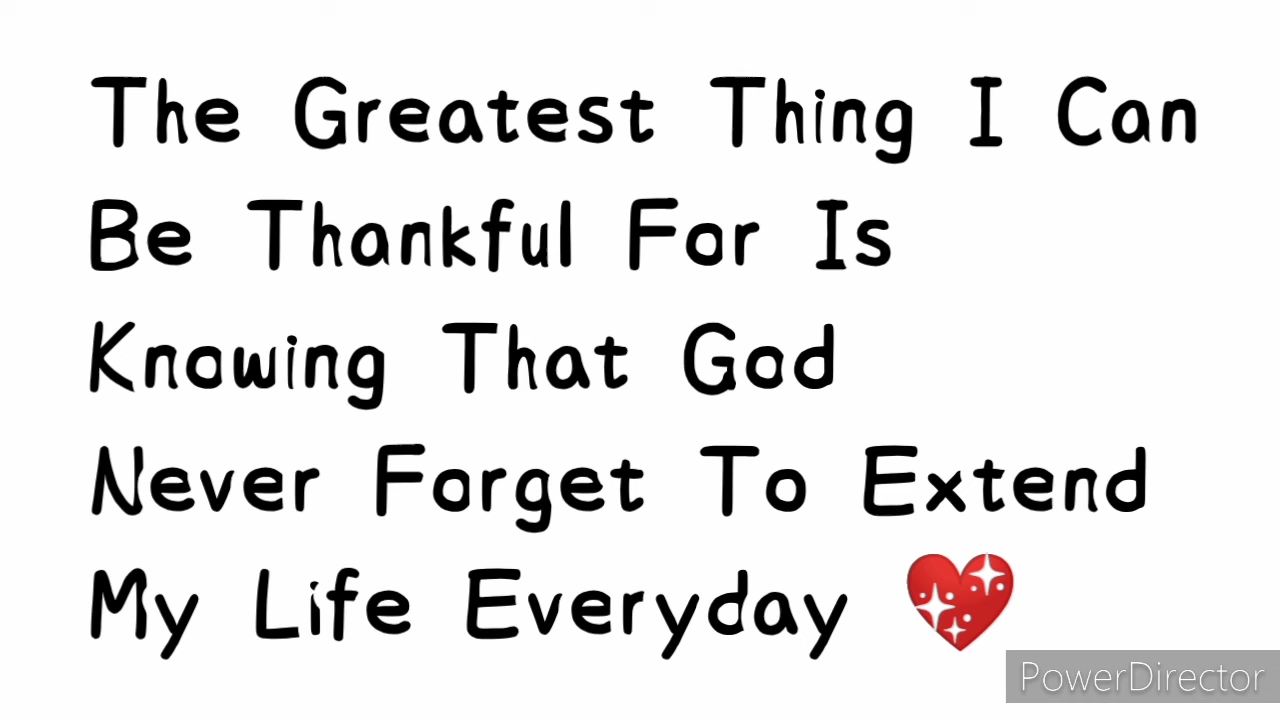 The Greatest Thing I Can
Be Thankful For Is
Knowing That God
Never Forget To Extend
My Life Everyday 💖
PowerDirector